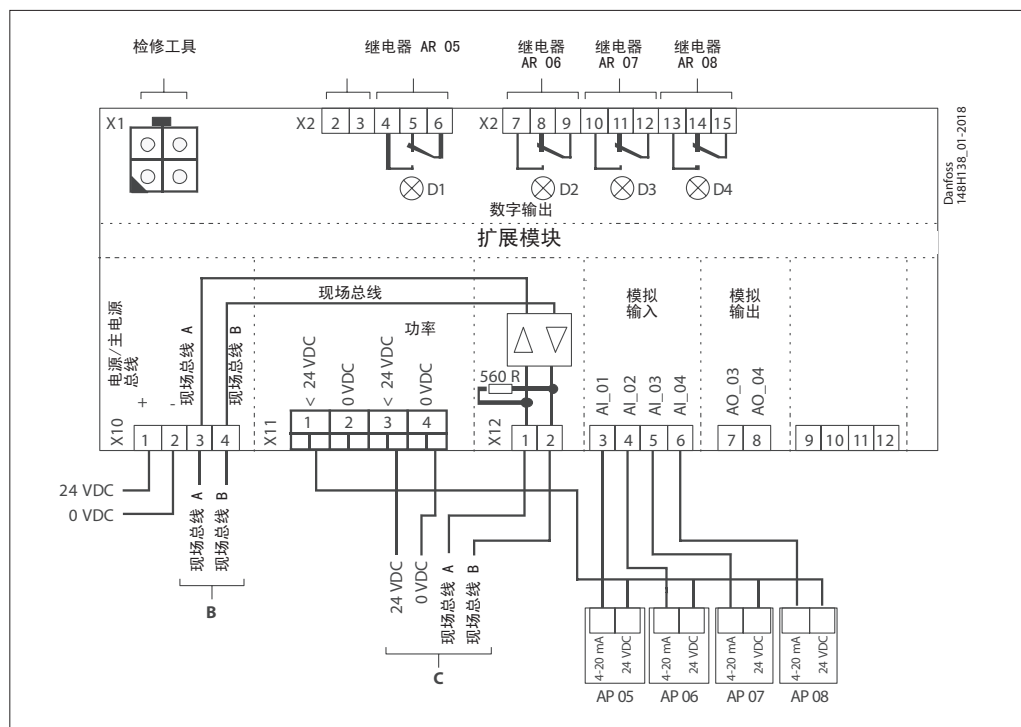 检修工具
继电器 AR 05
继电器
AR 06
继电器
AR 07
继电器
AR 08
X1
X2 2 3 4 5 6
X2 7 8 9 10 11 12 13 14 15
D1
D2
D3
D4
数字输出
Danfoss
148H138_01-2018
扩展模块
电源/主电源
总线
+ -
现场总线 A
现场总线 B
现场总线
功率
< 24 VDC
0 VDC
< 24 VDC
0 VDC
560 R
模拟
输入
AI_01
AI_02
AI_03
AI_04
模拟
输出
AO_03
AO_04
X10 1 2 3 4
X11 1 2 3 4
X12 1 2 3 4 5 6 7 8 9 10 11 12
24 VDC
0 VDC
现场总线 A
现场总线 B
B
24 VDC
0 VDC
现场总线 A
现场总线 B
C
4-20 mA
24 VDC
4-20 mA
24 VDC
4-20 mA
24 VDC
4-20 mA
24 VDC
AP 05
AP 06
AP 07
AP 08